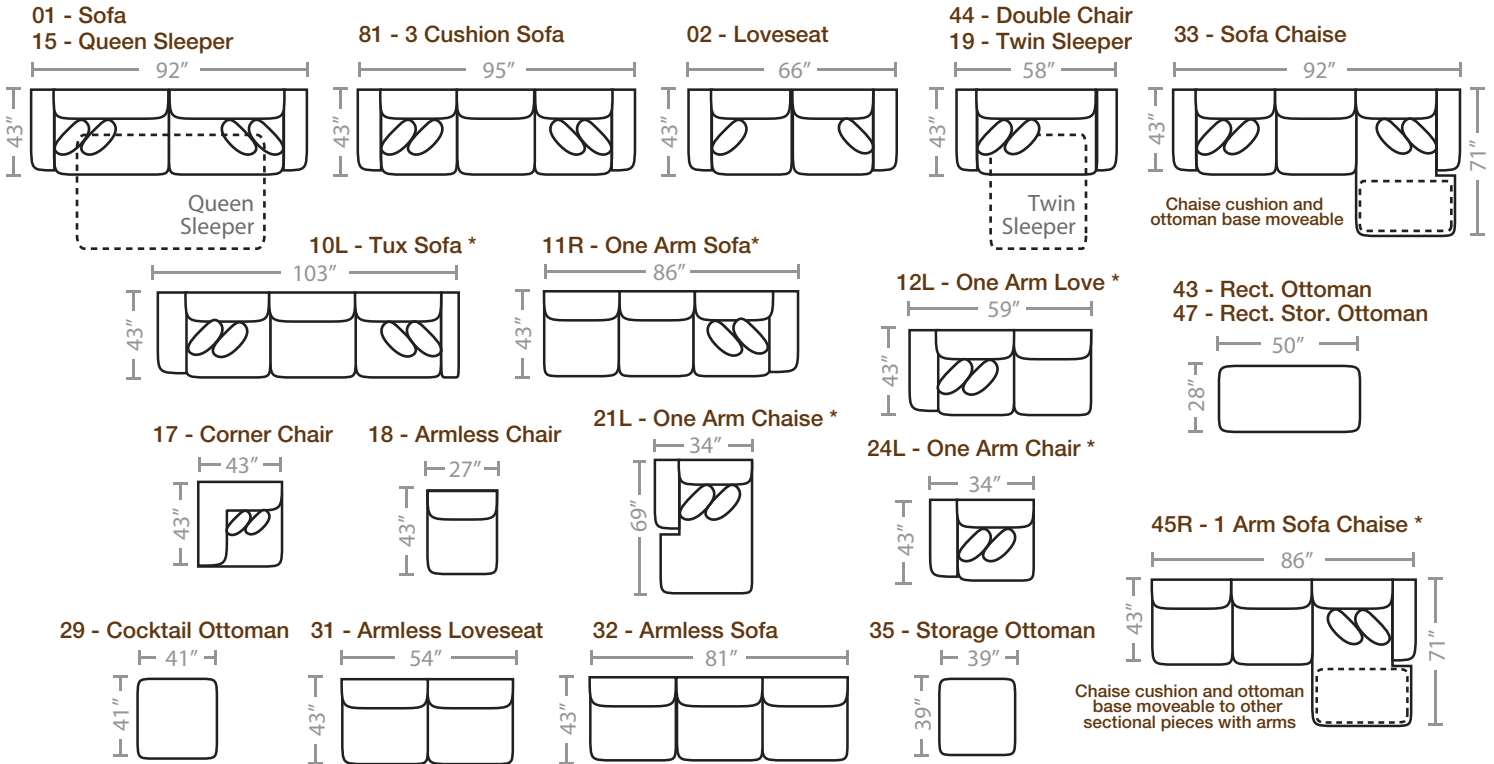 01 - Sofa
15 - Queen Sleeper
92”
43”
Queen
Sleeper
81 - 3 Cushion Sofa
95”
43”
02 - Loveseat
66”
43”
44 - Double Chair
19 - Twin Sleeper
58”
43”
Twin
Sleeper
33 - Sofa Chaise
92”
43”
71”
Chaise cushion and
ottoman base moveable
10L - Tux Sofa *
103”
43”
11R - One Arm Sofa*
86”
43”
12L - One Arm Love *
59”
43”
43 - Rect. Ottoman
47 - Rect. Stor. Ottoman
50”
28”
17 - Corner Chair
43”
43”
18 - Armless Chair
27”
43”
21L - One Arm Chaise *
34”
69”
24L - One Arm Chair *
34”
43”
45R - 1 Arm Sofa Chaise *
86”
43”
71”
Chaise cushion and ottoman
base moveable to other
sectional pieces with arms
29 - Cocktail Ottoman
41”
41”
31 - Armless Loveseat
54”
43”
32 - Armless Sofa
81”
43”
35 - Storage Ottoman
39”
39”